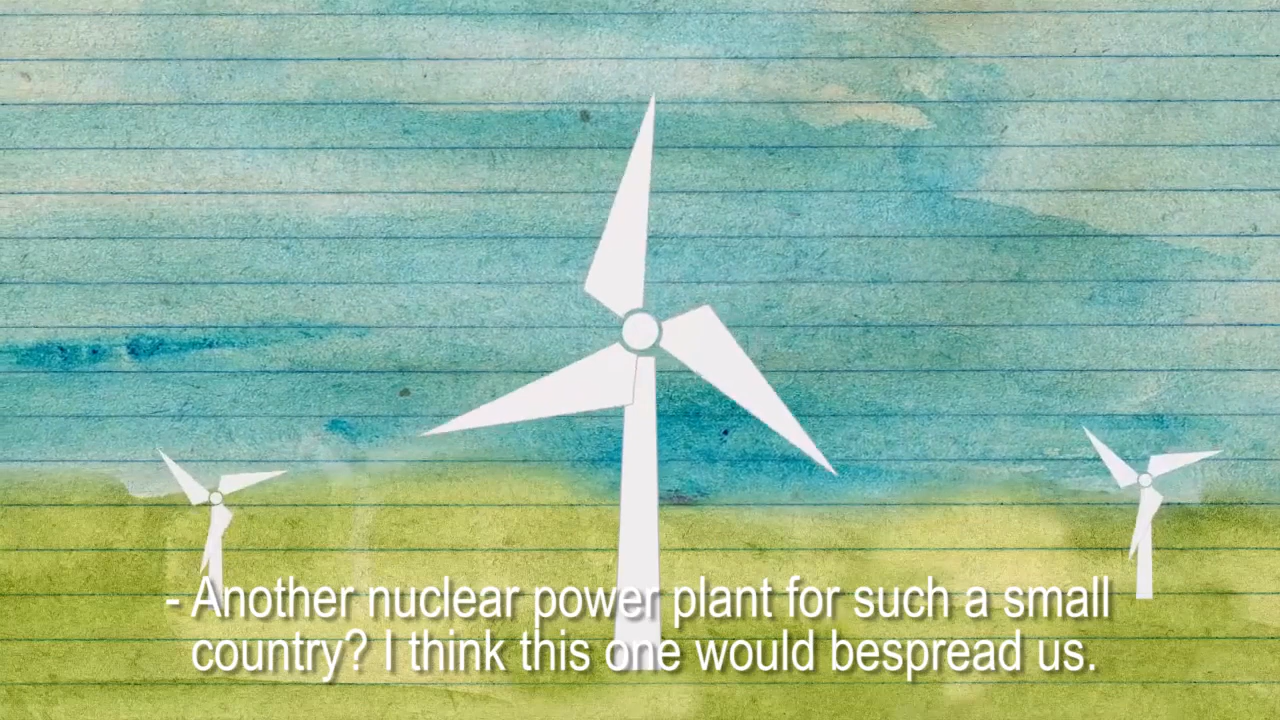 - Another nuclear power plant for such a small
country? I think this one would bespread us.